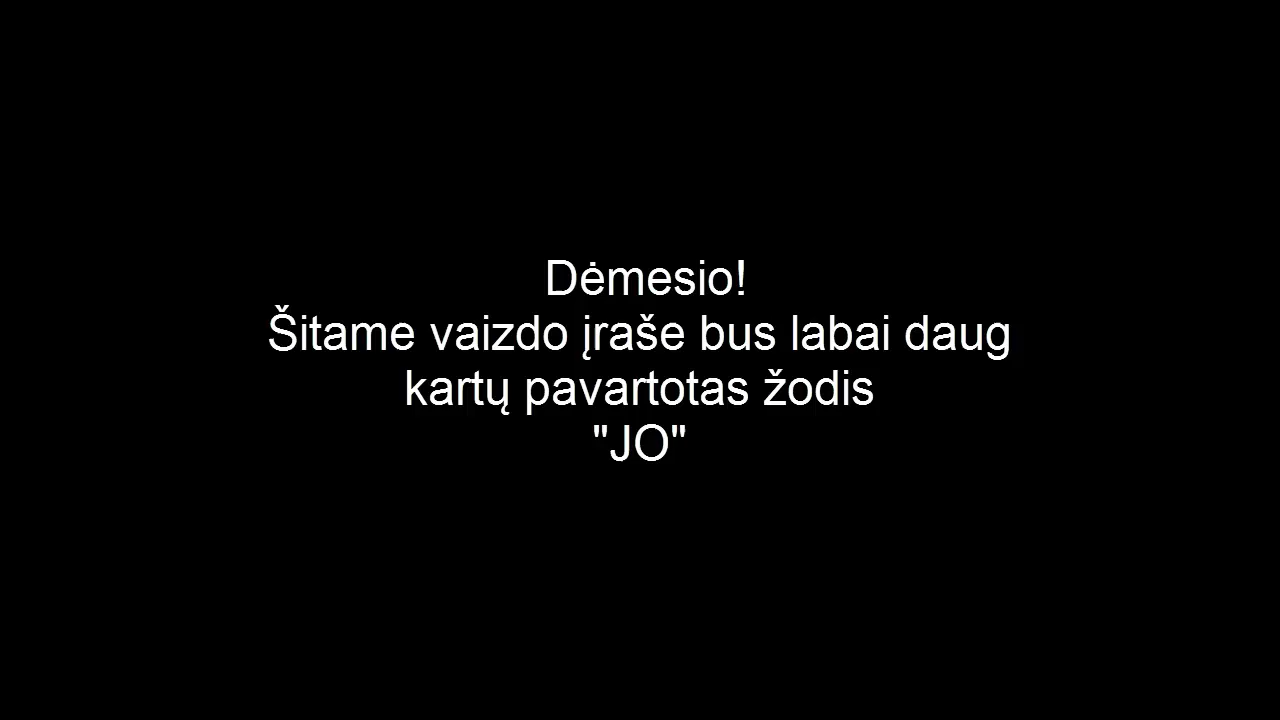 Dėmesio!
Šitame vaizdo įraše bus labai daug
kartų pavartotas žodis
"JO"